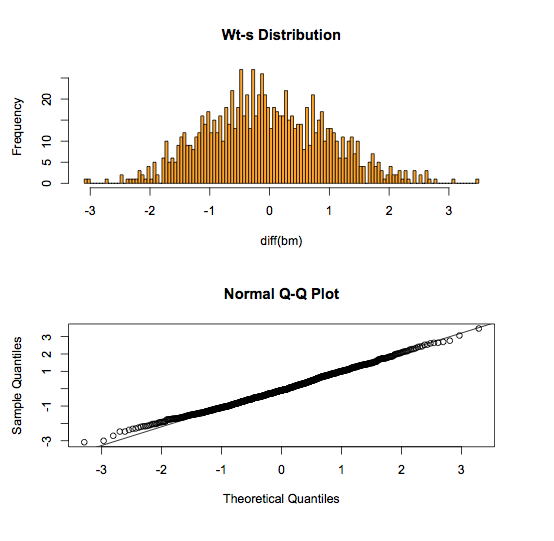 Wt-s Distribution
Frequency
0
5
10
20
-3 -2 -1 0 1 2 3
diff(bm)
Normal Q-Q Plot
Sample Quantiles
-3
-1
1
2
3
-3 -2 -1 0 1 2 3
Theoretical Quantiles